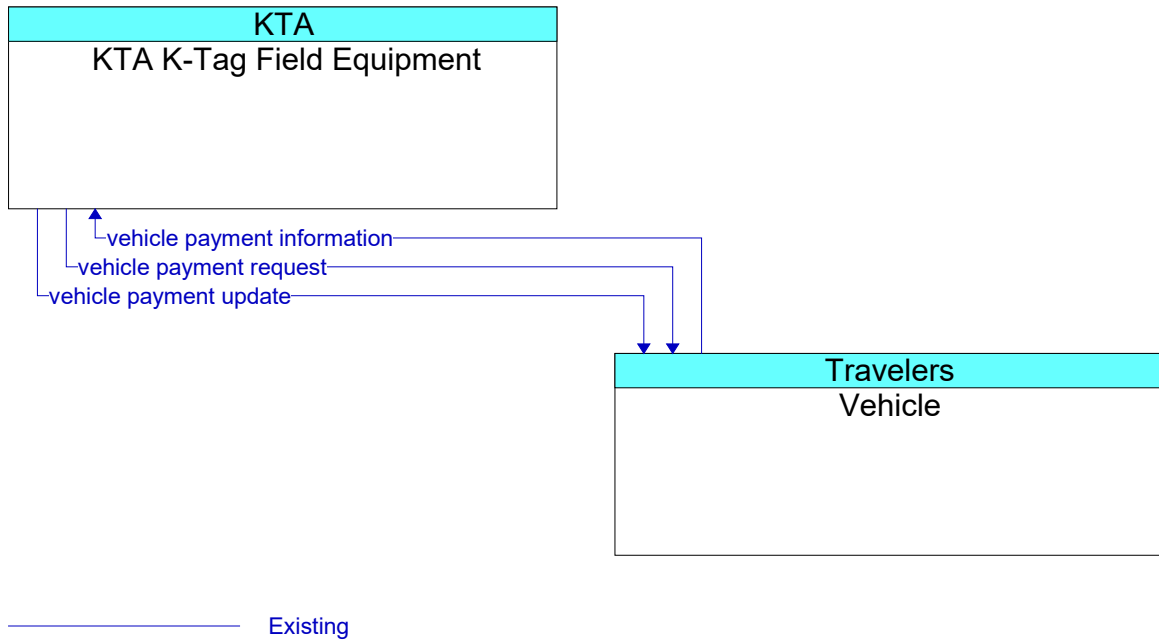 KTA
KTA K-Tag Field Equipment
vehicle payment information
vehicle payment request
vehicle payment update
Travelers
Vehicle
Existing